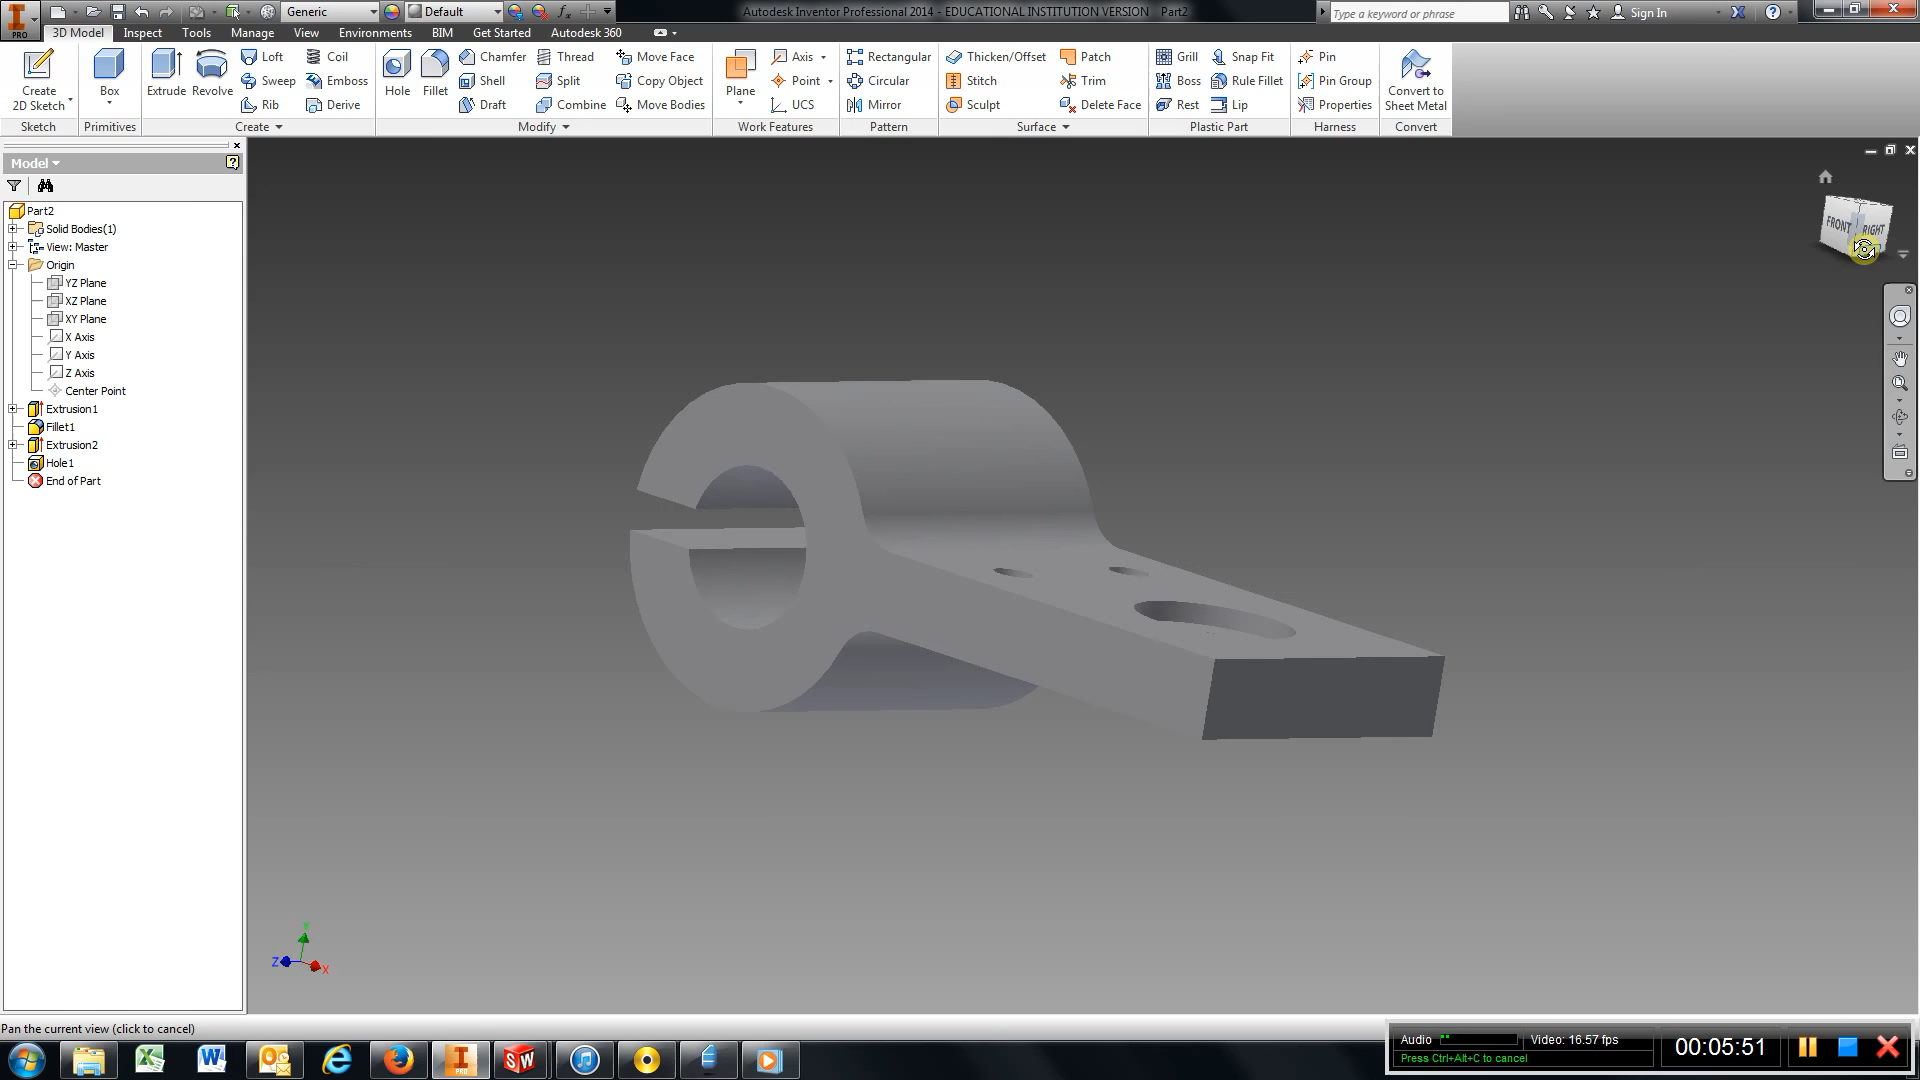 Generic
Default
fx
Autodesk Inventor Professional 2014 - EDUCATIONAL INSTITUTION VERSION Part2
Type a keyword or phrase
Sign In
PRO
3D Model Inspect Tools Manage View Environments BIM Get Started Autodesk 360
Create
2D Sketch
Box
Extrude
Revolve
Loft
Sweep
Rib
Coil
Emboss
Derive
Hole
Fillet
Chamfer
Shell
Draft
Thread
Split
Combine
Move Face
Copy Object
Move Bodies
Plane
Axis
Point
UCS
Rectangular
Circular
Mirror
Thicken/Offset
Stitch
Sculpt
Patch
Trim
Delete Face
Grill
Boss
Rest
Snap Fit
Rule Fillet
Lip
Pin
Pin Group
Properties
Convert to
Sheet Metal
Sketch
Primitives
Create
Modify
Work Features
Pattern
Surface
Plastic Part
Harness
Convert
Model
Part2
Solid Bodies(1)
View: Master
Origin
YZ Plane
XZ Plane
XY Plane
X Axis
Y Axis
Z Axis
Center Point
Extrusion1
Fillet1
Extrusion2
Hole1
End of Part
FRONT
RIGHT
Z
X
Pan the current view (click to cancel)
Audio
Video: 16.57 fps
Press Ctrl+Alt+C to cancel
00:05:51
PRO
SW